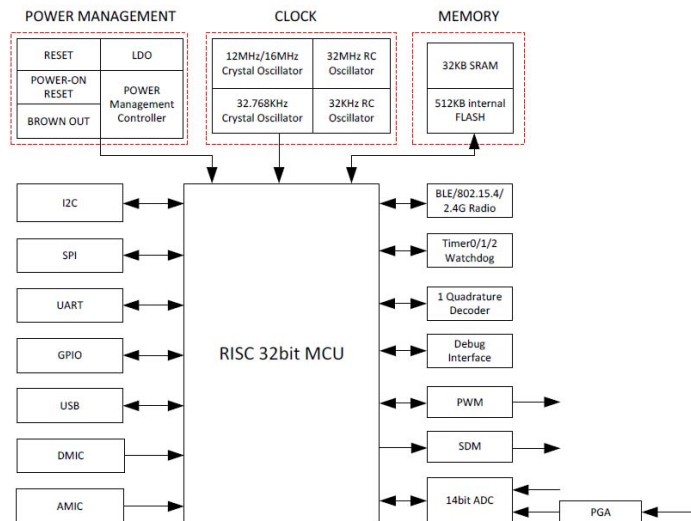 POWER MANAGEMENT
CLOCK
MEMORY
RESET
LDO
POWER-ON
RESET
POWER
Management
Controller
BROWN OUT
12MHz/16MHz
Crystal Oscillator
32MHz RC
Oscillator
32.768KHz
Crystal Oscillator
32KHz RC
Oscillator
32KB SRAM
512KB internal
FLASH
I2C
SPI
UART
GPIO
USB
DMIC
AMIC
RISC 32bit MCU
BLE/802.15.4/
2.4G Radio
Timer0/1/2
Watchdog
1 Quadrature
Decoder
Debug
Interface
PWM
SDM
14bit ADC
PGA